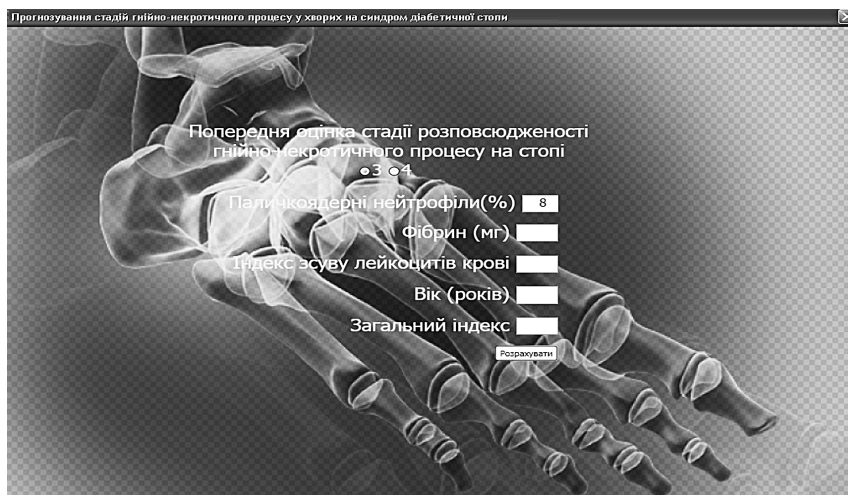 Прогнозування стадій гнійно-некротичного процесу у хворих на синдром діабетичної стопи
Попередня оцінка стадії розповсюдженості
гнійно-некротичного процесу на стопі
3 4
Паличкоядерні нейтрофіли(%) 8
Фібрин (мг)
Індекс зсуву лейкоцитів крові
Вік (років)
Загальний індекс
Розрахувати